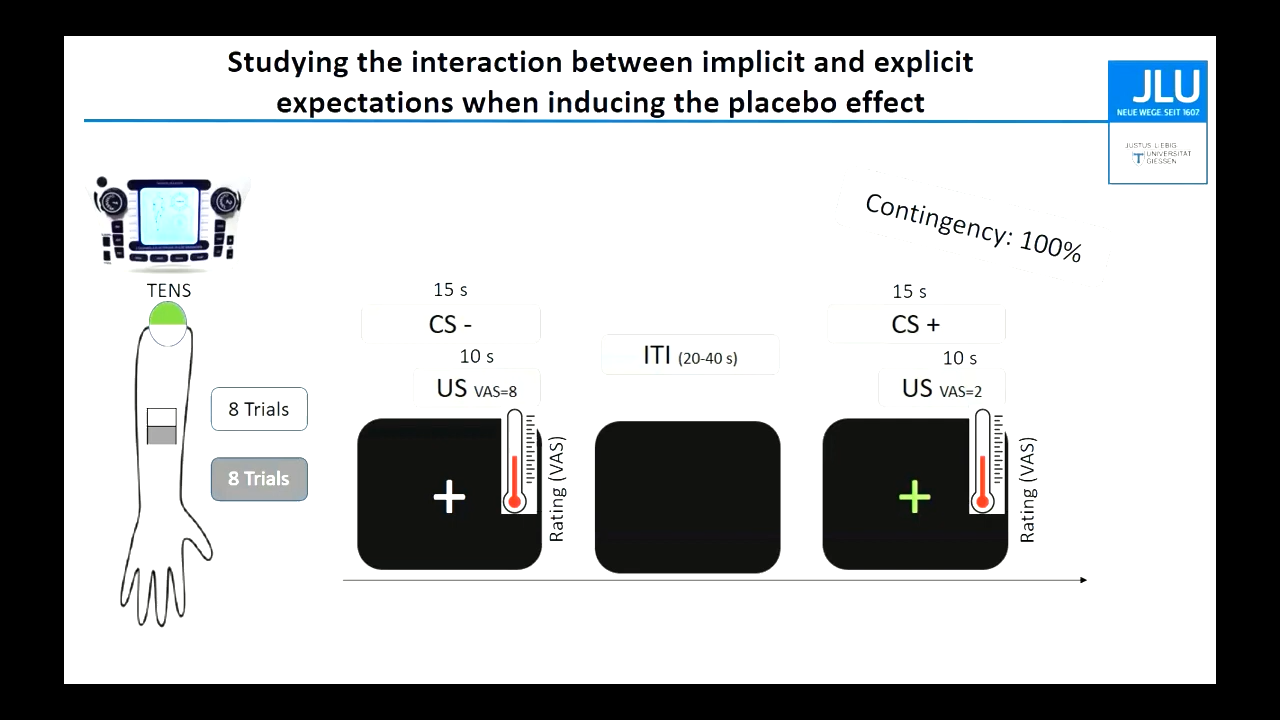 Studying the interaction between implicit and explicit
expectations when inducing the placebo effect
JLU
NEUE WEGE. SEIT 1607.
JUSTUS-LIEBIG
UNIVERSITÄT
GIESSEN
Contingency: 100%
TENS
8 Trials
8 Trials
15 s
CS -
10 s
US VAS=8
Rating (VAS)
ITI (20-40 s)
15 s
CS +
10 s
US VAS=2
Rating (VAS)